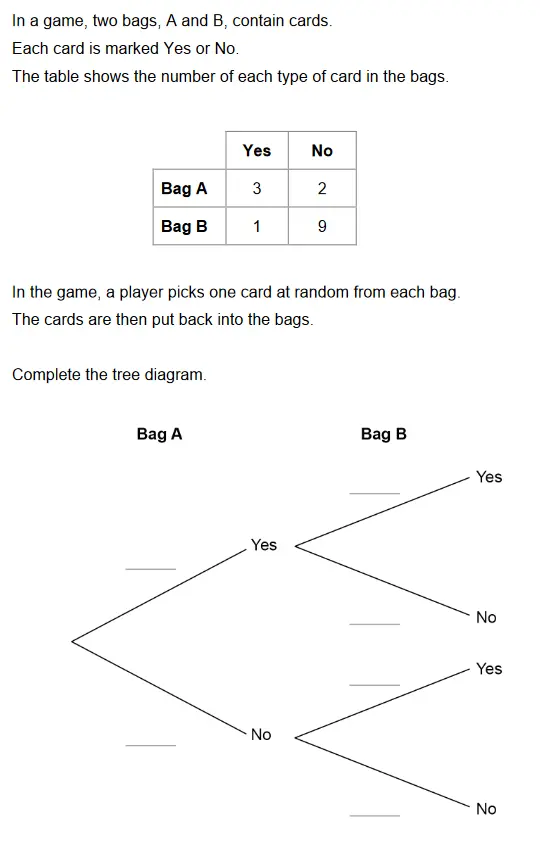 In a game, two bags, A and B, contain cards.
Each card is marked Yes or No.
The table shows the number of each type of card in the bags.
Yes No
Bag A 3 2
Bag B 1 9
In the game, a player picks one card at random from each bag.
The cards are then put back into the bags.
Complete the tree diagram.
Bag A Bag B
Yes
Yes
No
Yes
No
No